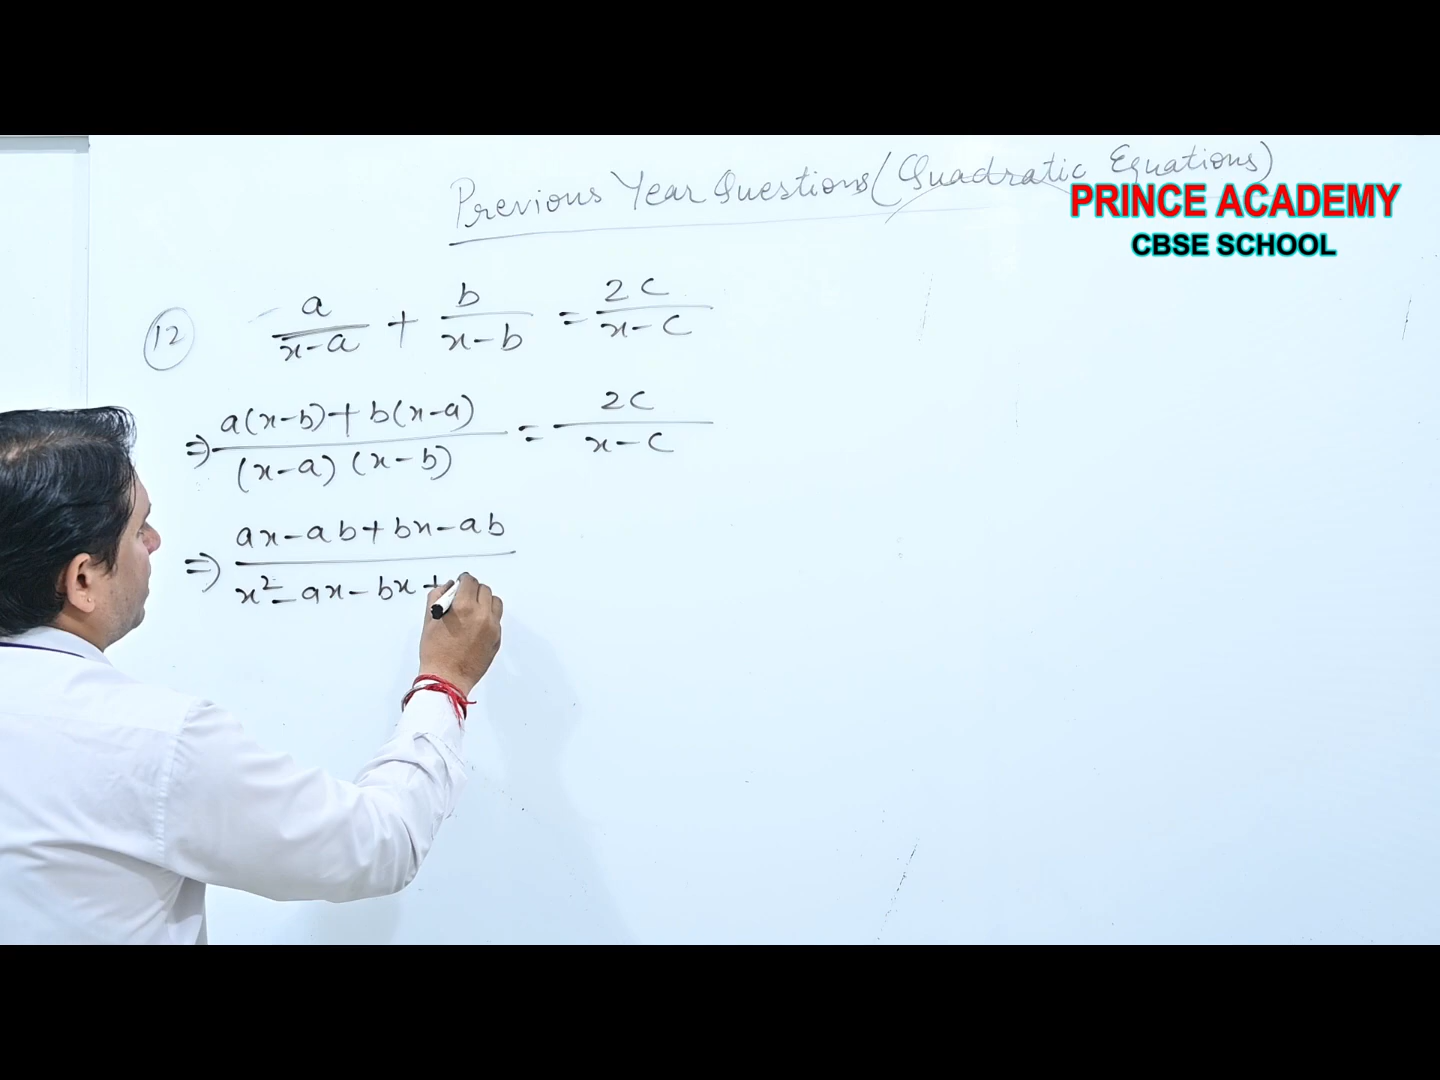 Previous Year Questions (Quadratic Equations)
PRINCE ACADEMY
CBSE SCHOOL
12 a/(x-a) + b/(x-b) = 2c/(x-c)
⇒ (a(x-b)+b(x-a))/((x-a)(x-b)) = 2c/(x-c)
⇒ (ax-ab+bx-ab)/(x²-ax-bx+